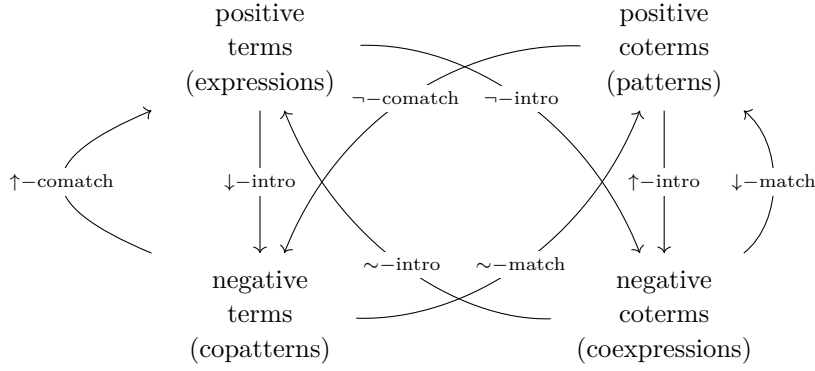 positive
terms
(expressions)
positive
coterms
(patterns)
¬−comatch
¬−intro
↑−comatch
↓−intro
↑−intro
↓−match
∼−intro
∼−match
negative
terms
(copatterns)
negative
coterms
(coexpressions)